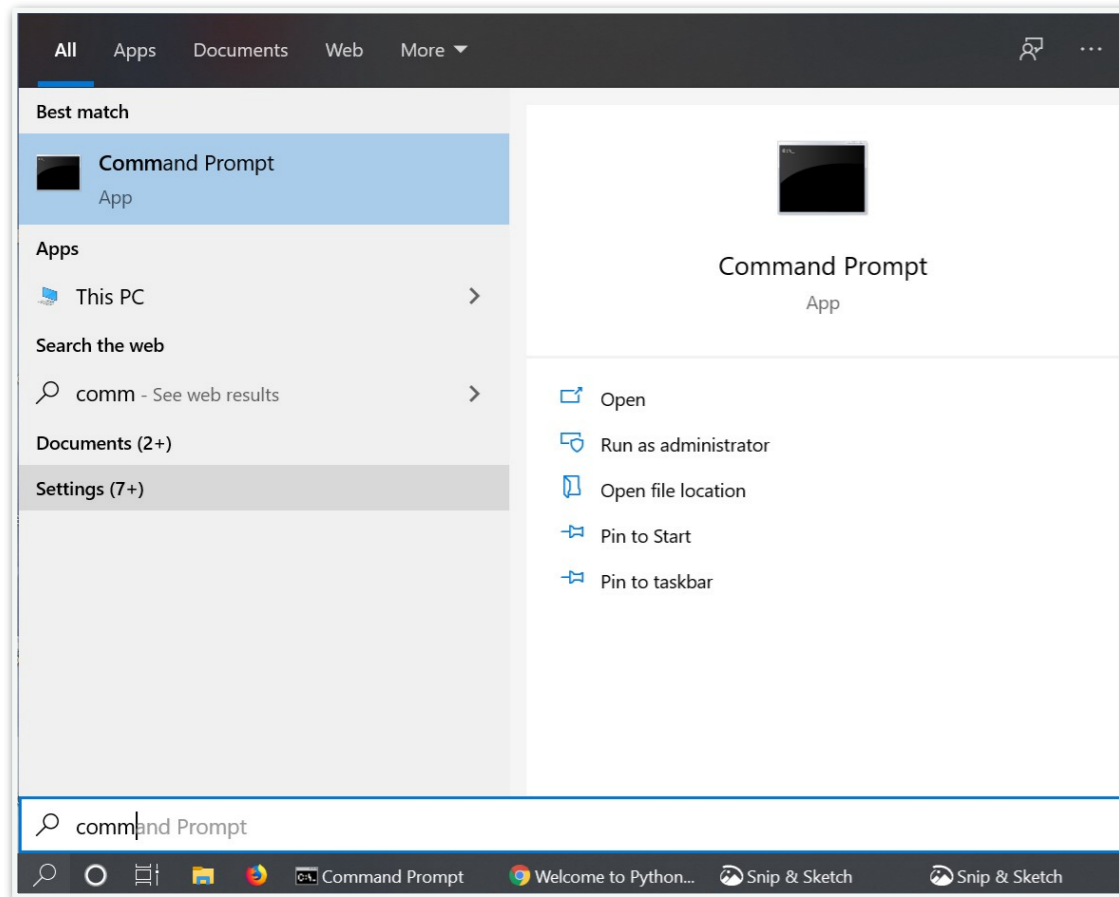 All Apps Documents Web More
Best match
Command Prompt
App
Apps
This PC
Search the web
comm - See web results
Documents (2+)
Settings (7+)
Command Prompt
App
Open
Run as administrator
Open file location
Pin to Start
Pin to taskbar
command Prompt
Command Prompt Welcome to Python... Snip & Sketch Snip & Sketch